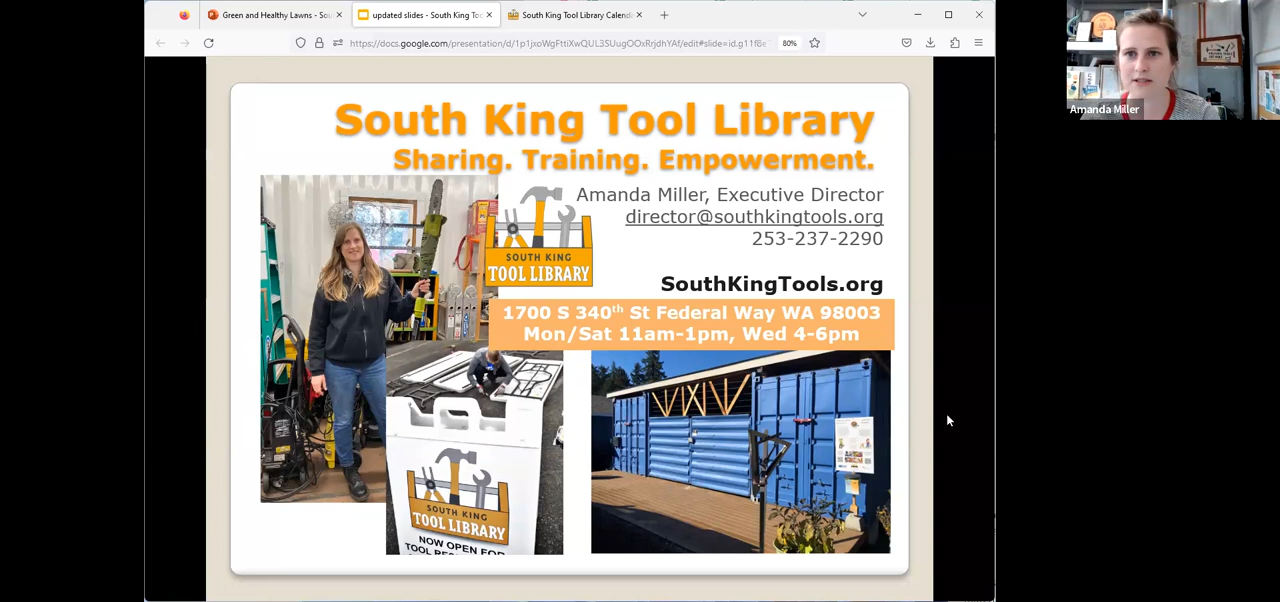 Green and Healthy Lawns - Sou
updated slides - South King Too
South King Tool Library Calenda
https://docs.google.com/presentation/d/1p1jxoWgFttiXwQUL3SUugOOxRrjdhYAf/edit#slide=id.g11f8e
80%
Amanda Miller
South King Tool Library
Sharing. Training. Empowerment.
Amanda Miller, Executive Director
director@southkingtools.org
253-237-2290
SOUTH KING
TOOL LIBRARY
SouthKingTools.org
1700 S 340th St Federal Way WA 98003
Mon/Sat 11am-1pm, Wed 4-6pm
SOUTH KING
TOOL LIBRARY
NOW OPEN FOR